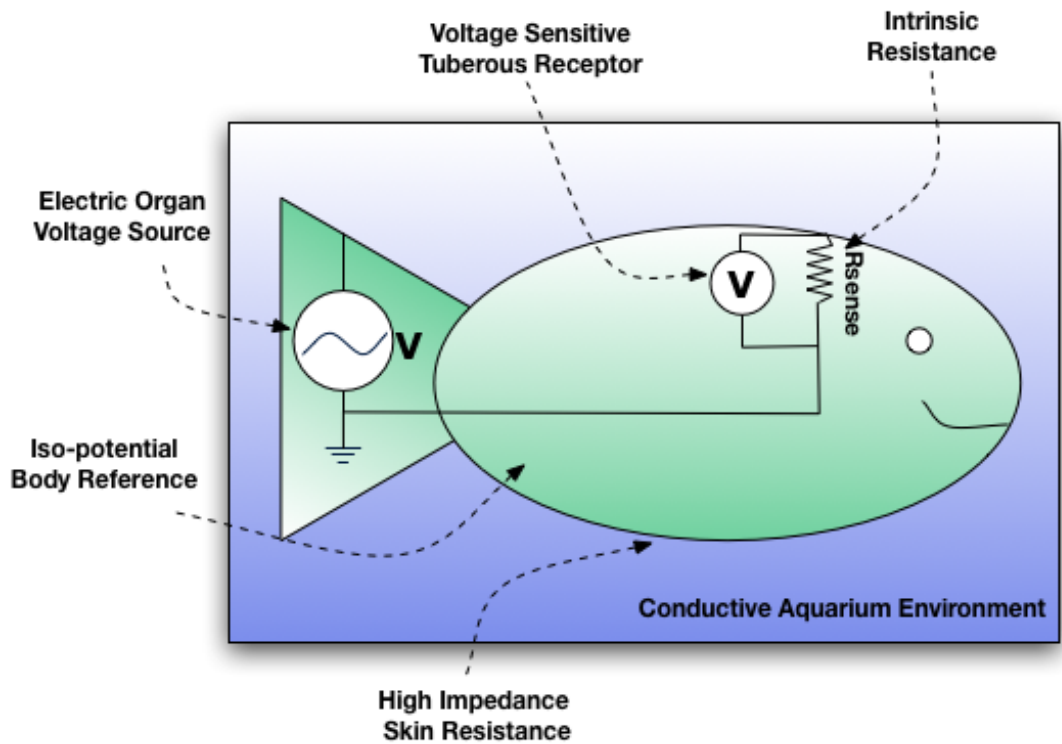 Voltage Sensitive
Tuberous Receptor
Intrinsic
Resistance
Electric Organ
Voltage Source
V
V
Rsense
Iso-potential
Body Reference
Conductive Aquarium Environment
High Impedance
Skin Resistance